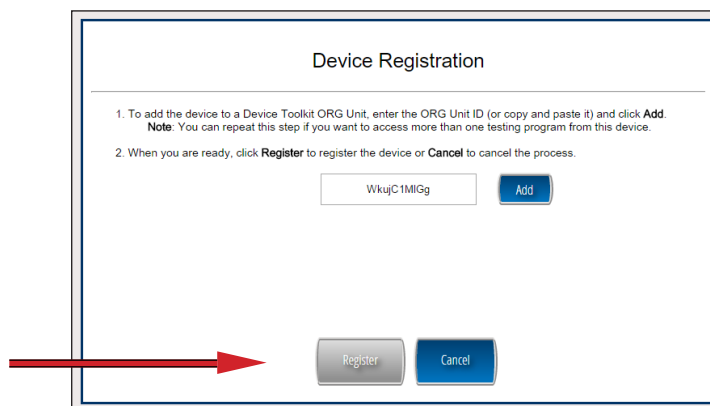 Device Registration
1. To add the device to a Device Toolkit ORG Unit, enter the ORG Unit ID (or copy and paste it) and click Add.
Note: You can repeat this step if you want to access more than one testing program from this device.
2. When you are ready, click Register to register the device or Cancel to cancel the process.
WkujC1MlGg Add
Register Cancel